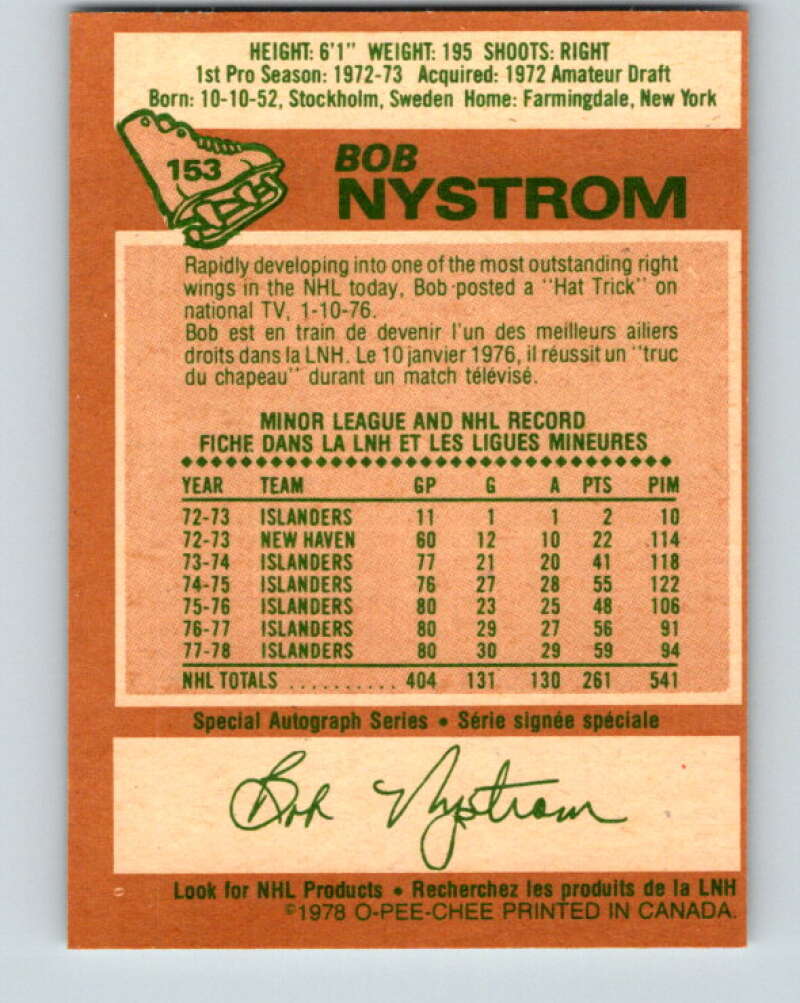 HEIGHT: 6'1" WEIGHT: 195 SHOOTS: RIGHT
1st Pro Season: 1972-73 Acquired: 1972 Amateur Draft
Born: 10-10-52, Stockholm, Sweden Home: Farmingdale, New York
153
BOB
NYSTROM
Rapidly developing into one of the most outstanding right
wings in the NHL today, Bob posted a "Hat Trick" on
national TV, 1-10-76.
Bob est en train de devenir l'un des meilleurs ailiers
droits dans la LNH. Le 10 janvier 1976, il réussit un "truc
du chapeau" durant un match télévisé.
MINOR LEAGUE AND NHL RECORD
FICHE DANS LA LNH ET LES LIGUES MINEURES
YEAR TEAM GP G A PTS PIM
72-73 ISLANDERS 11 1 1 2 10
72-73 NEW HAVEN 60 12 10 22 114
73-74 ISLANDERS 77 21 20 41 118
74-75 ISLANDERS 76 27 28 55 122
75-76 ISLANDERS 80 23 25 48 106
76-77 ISLANDERS 80 29 27 56 91
77-78 ISLANDERS 80 30 29 59 94
NHL TOTALS .......... 404 131 130 261 541
Special Autograph Series • Série signée spéciale
Bob Nystrom
Look for NHL Products • Recherchez les produits de la LNH
©1978 O-PEE-CHEE PRINTED IN CANADA.